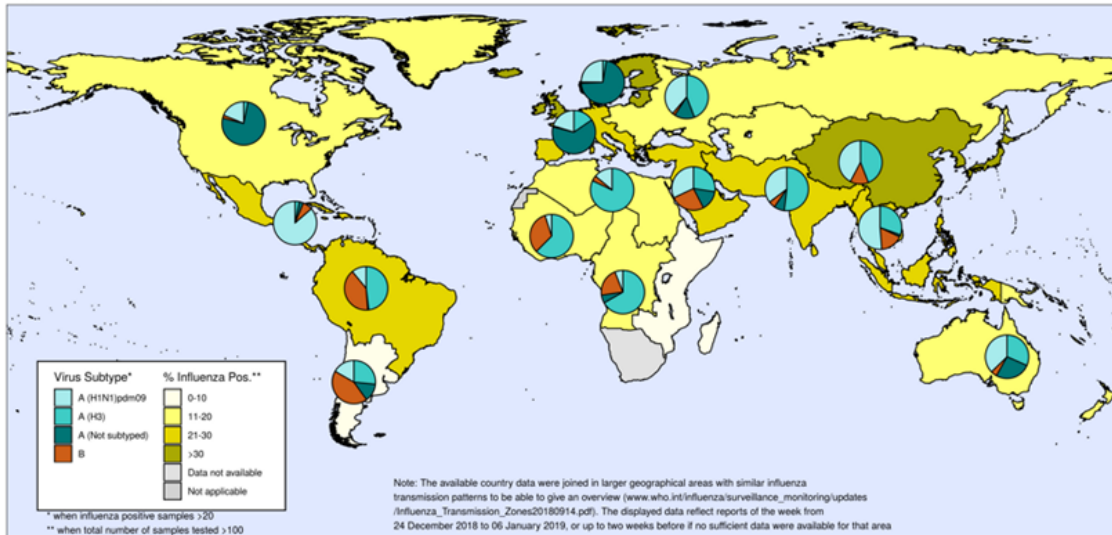 Virus Subtype*
% Influenza Pos.**
A (H1N1)pdm09
0-10
A (H3)
11-20
A (Not subtyped)
21-30
B
>30
Data not available
Not applicable
* when influenza positive samples >20
** when total number of samples tested >100
Note: The available country data were joined in larger geographical areas with similar influenza
transmission patterns to be able to give an overview (www.who.int/influenza/surveillance_monitoring/updates
/Influenza_Transmission_Zones20180914.pdf). The displayed data reflect reports of the week from
24 December 2018 to 06 January 2019, or up to two weeks before if no sufficient data were available for that area